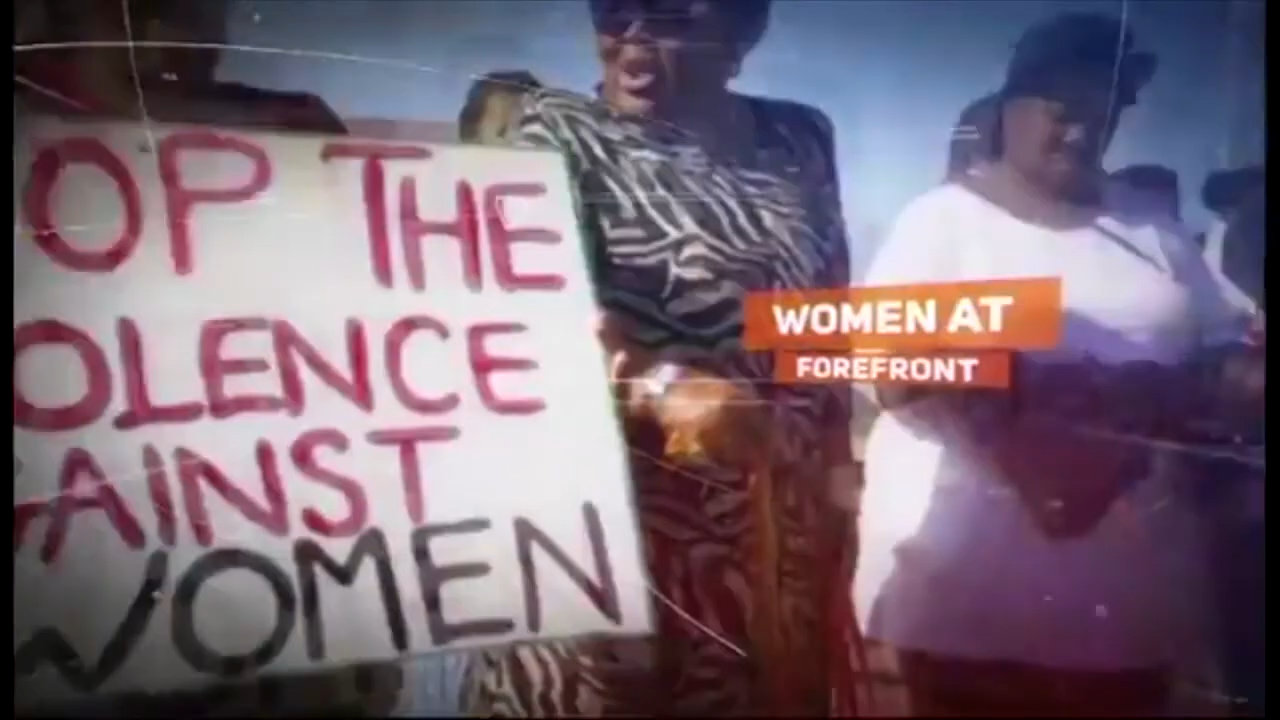 OP THE
OLENCE
AINST
WOMEN
WOMEN AT
FOREFRONT